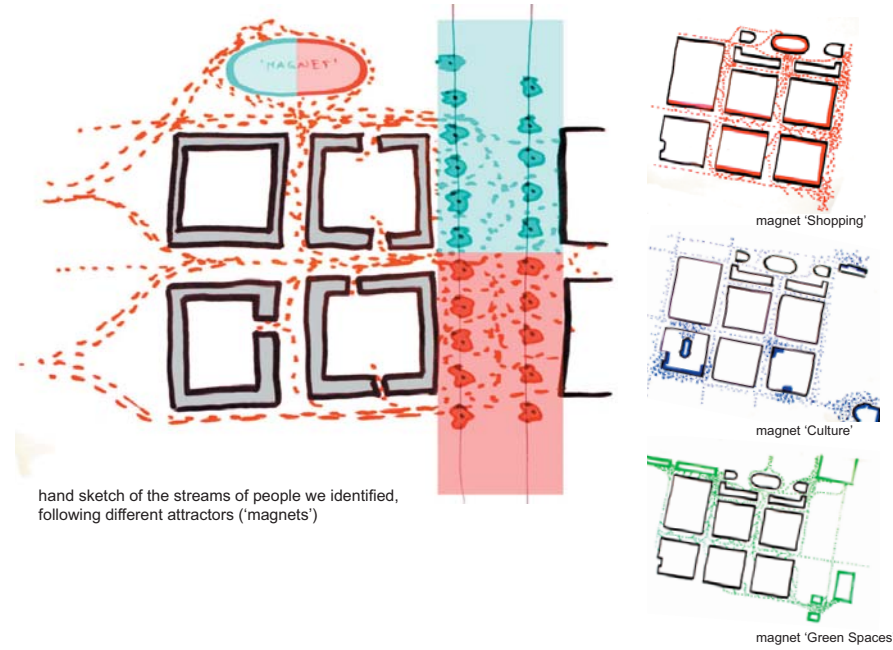 'MAGNET'
magnet 'Shopping'
magnet 'Culture'
hand sketch of the streams of people we identified,
following different attractors ('magnets')
magnet 'Green Spaces